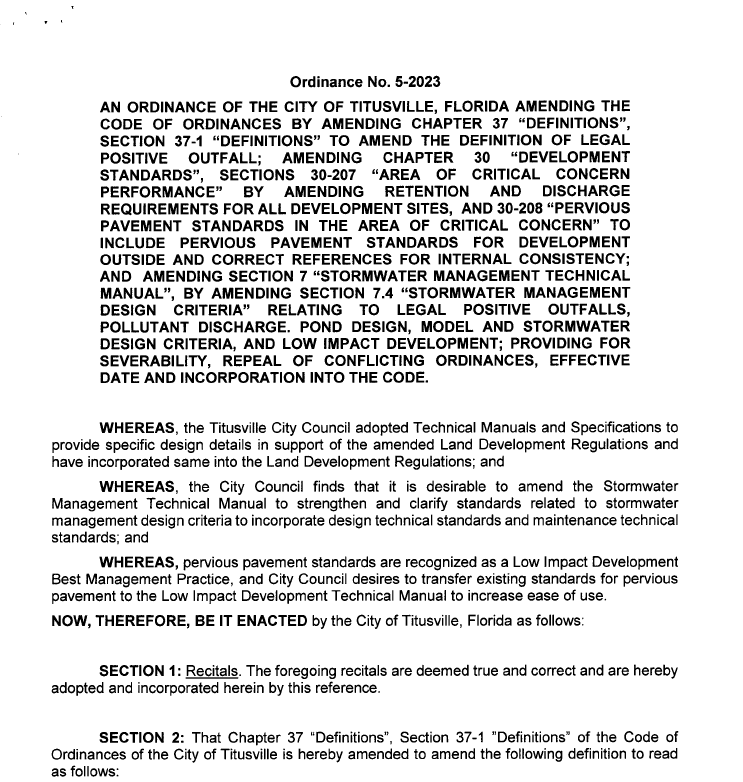 Ordinance No. 5-2023
AN ORDINANCE OF THE CITY OF TITUSVILLE, FLORIDA AMENDING THE
CODE OF ORDINANCES BY AMENDING CHAPTER 37 “DEFINITIONS”,
SECTION 37-1 “DEFINITIONS” TO AMEND THE DEFINITION OF LEGAL
POSITIVE OUTFALL; AMENDING CHAPTER 30 “DEVELOPMENT
STANDARDS”, SECTIONS 30-207 “AREA OF CRITICAL CONCERN
PERFORMANCE” BY AMENDING RETENTION AND DISCHARGE
REQUIREMENTS FOR ALL DEVELOPMENT SITES, AND 30-208 “PERVIOUS
PAVEMENT STANDARDS IN THE AREA OF CRITICAL CONCERN” TO
INCLUDE PERVIOUS PAVEMENT STANDARDS FOR DEVELOPMENT
OUTSIDE AND CORRECT REFERENCES FOR INTERNAL CONSISTENCY;
AND AMENDING SECTION 7 “STORMWATER MANAGEMENT TECHNICAL
MANUAL”, BY AMENDING SECTION 7.4 “STORMWATER MANAGEMENT
DESIGN CRITERIA” RELATING TO LEGAL POSITIVE OUTFALLS,
POLLUTANT DISCHARGE. POND DESIGN, MODEL AND STORMWATER
DESIGN CRITERIA, AND LOW IMPACT DEVELOPMENT; PROVIDING FOR
SEVERABILITY, REPEAL OF CONFLICTING ORDINANCES, EFFECTIVE
DATE AND INCORPORATION INTO THE CODE.
WHEREAS, the Titusville City Council adopted Technical Manuals and Specifications to
provide specific design details in support of the amended Land Development Regulations and
have incorporated same into the Land Development Regulations; and
WHEREAS, the City Council finds that it is desirable to amend the Stormwater
Management Technical Manual to strengthen and clarify standards related to stormwater
management design criteria to incorporate design technical standards and maintenance technical
standards; and
WHEREAS, pervious pavement standards are recognized as a Low Impact Development
Best Management Practice, and City Council desires to transfer existing standards for pervious
pavement to the Low Impact Development Technical Manual to increase ease of use.
NOW, THEREFORE, BE IT ENACTED by the City of Titusville, Florida as follows:
SECTION 1: Recitals. The foregoing recitals are deemed true and correct and are hereby
adopted and incorporated herein by this reference.
SECTION 2: That Chapter 37 “Definitions”, Section 37-1 ”Definitions” of the Code of
Ordinances of the City of Titusville is hereby amended to amend the following definition to read
as follows: